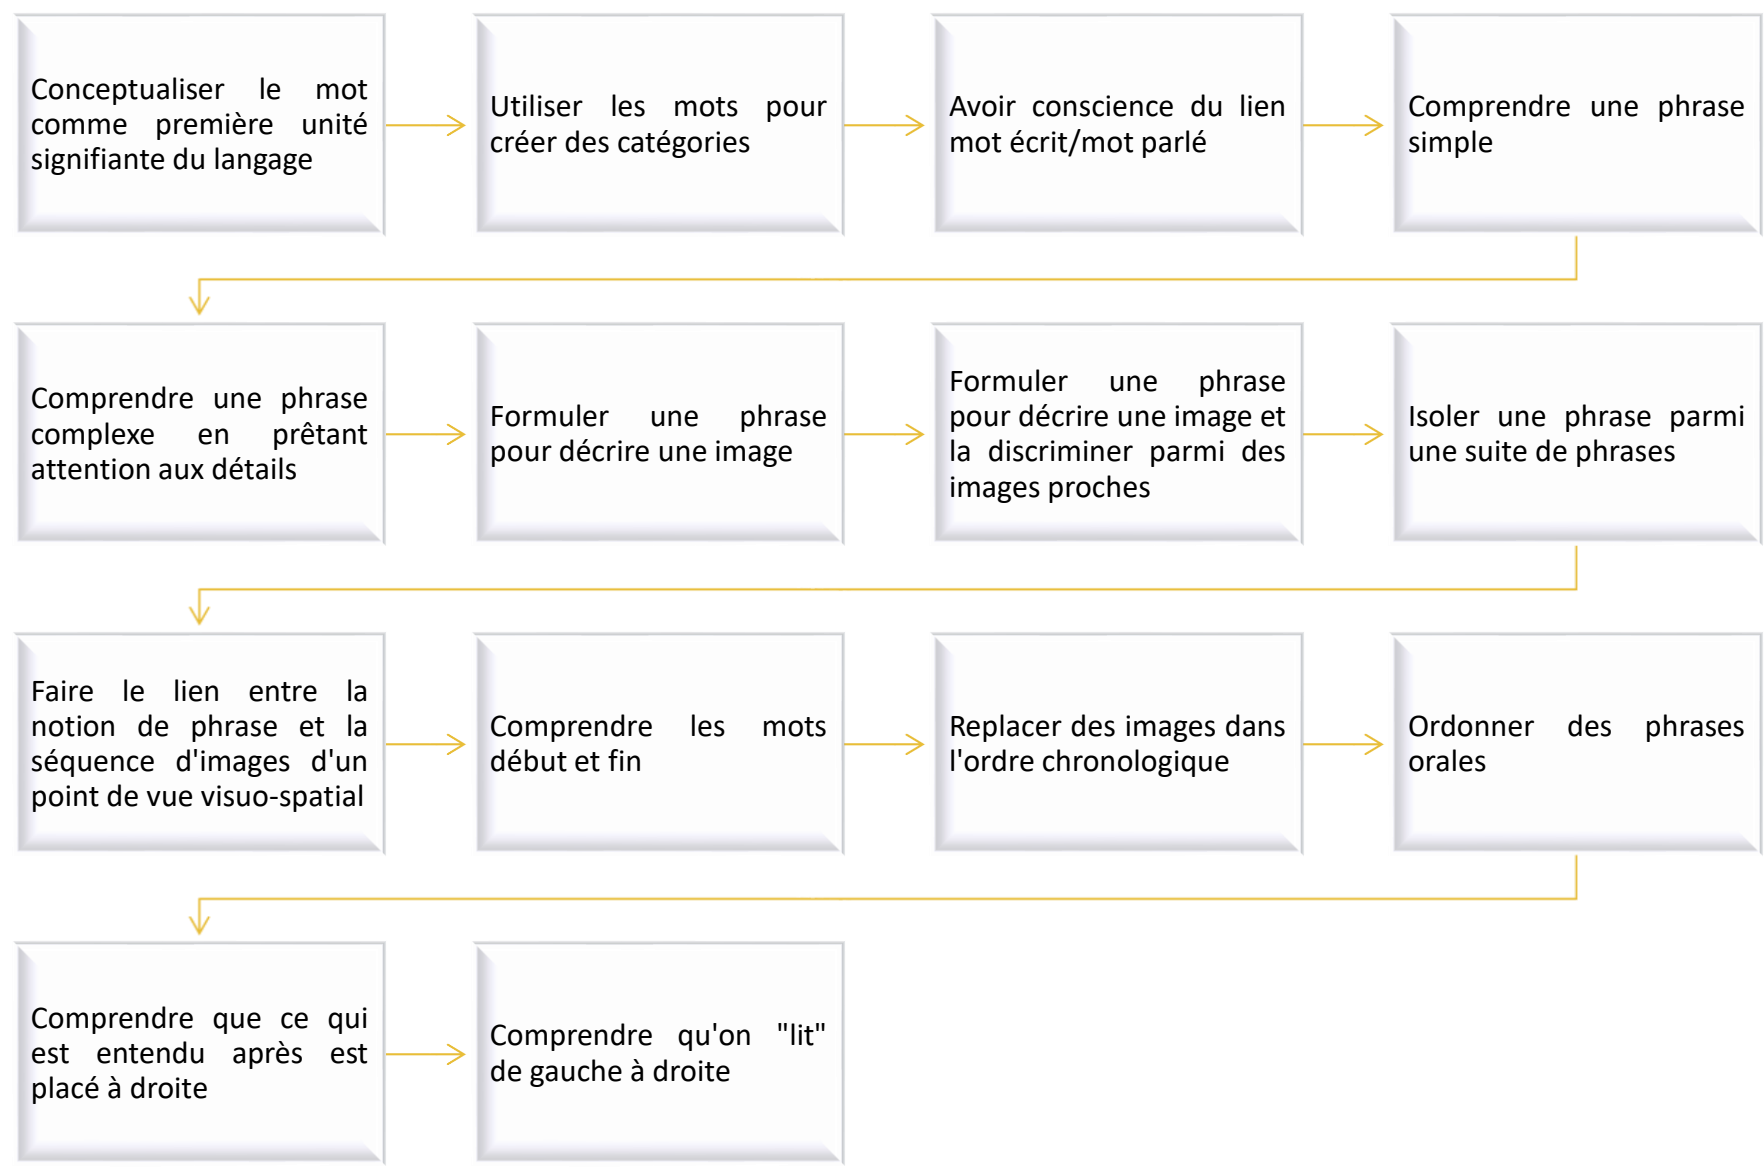 Conceptualiser le mot
comme première unité
signifiante du langage
Utiliser les mots pour
créer des catégories
Avoir conscience du lien
mot écrit/mot parlé
Comprendre une phrase
simple
Comprendre une phrase
complexe en prêtant
attention aux détails
Formuler une phrase
pour décrire une image
Formuler une phrase
pour décrire une image et
la discriminer parmi des
images proches
Isoler une phrase parmi
une suite de phrases
Faire le lien entre la
notion de phrase et la
séquence d'images d'un
point de vue visuo-spatial
Comprendre les mots
début et fin
Replacer des images dans
l'ordre chronologique
Ordonner des phrases
orales
Comprendre que ce qui
est entendu après est
placé à droite
Comprendre qu'on "lit"
de gauche à droite